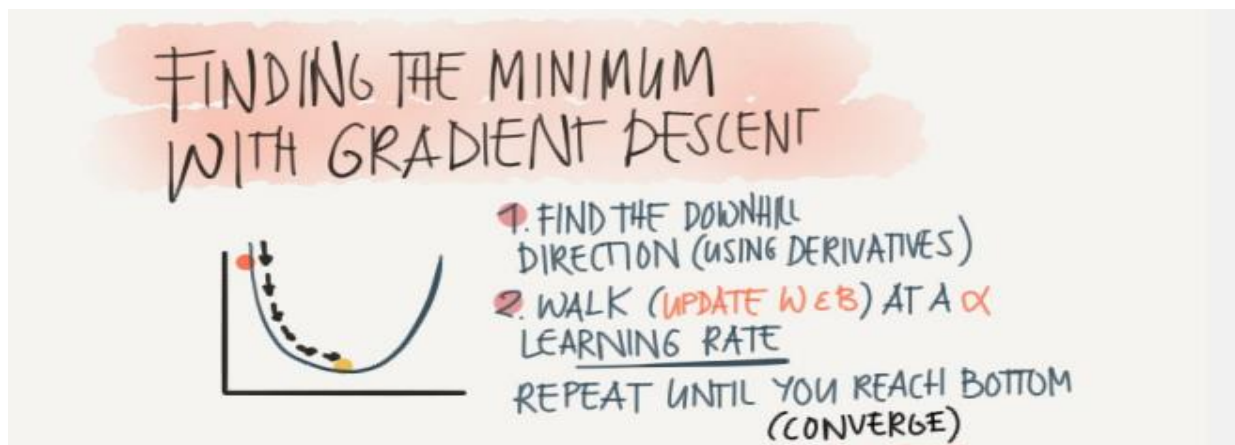 FINDING THE MINIMUM
WITH GRADIENT DESCENT
1. FIND THE DOWNHILL
DIRECTION (USING DERIVATIVES)
2. WALK (UPDATE W & B) AT A α
LEARNING RATE
REPEAT UNTIL YOU REACH BOTTOM
(CONVERGE)